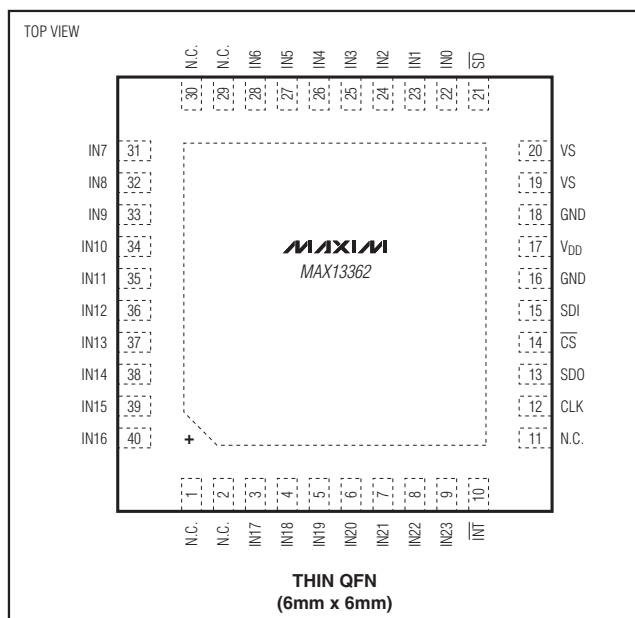 TOP VIEW
N.C. N.C. IN6 IN5 IN4 IN3 IN2 IN1 IN0 S̅D̅
30 29 28 27 26 25 24 23 22 21
IN7 31 20 VS
IN8 32 19 VS
IN9 33 18 GND
IN10 34 17 VDD
IN11 35 16 GND
IN12 36 15 SDI
IN13 37 14 C̅S̅
IN14 38 13 SDO
IN15 39 12 CLK
IN16 40 11 N.C.
MAXIM
MAX13362
+
1 2 3 4 5 6 7 8 9 10
N.C. N.C. IN17 IN18 IN19 IN20 IN21 IN22 IN23 I̅N̅T̅
THIN QFN
(6mm x 6mm)